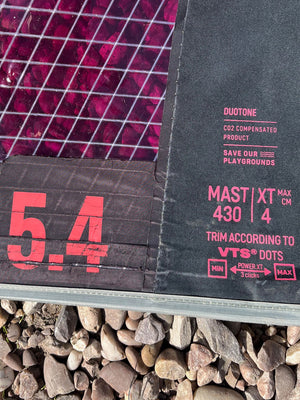 DUOTONE
CO2 COMPENSATED
PRODUCT
SAVE OUR
PLAYGROUNDS
5.4
MAST XT MAX CM
430 4
TRIM ACCORDING TO
VTS® DOTS
MIN POWER.XT MAX
3 clicks